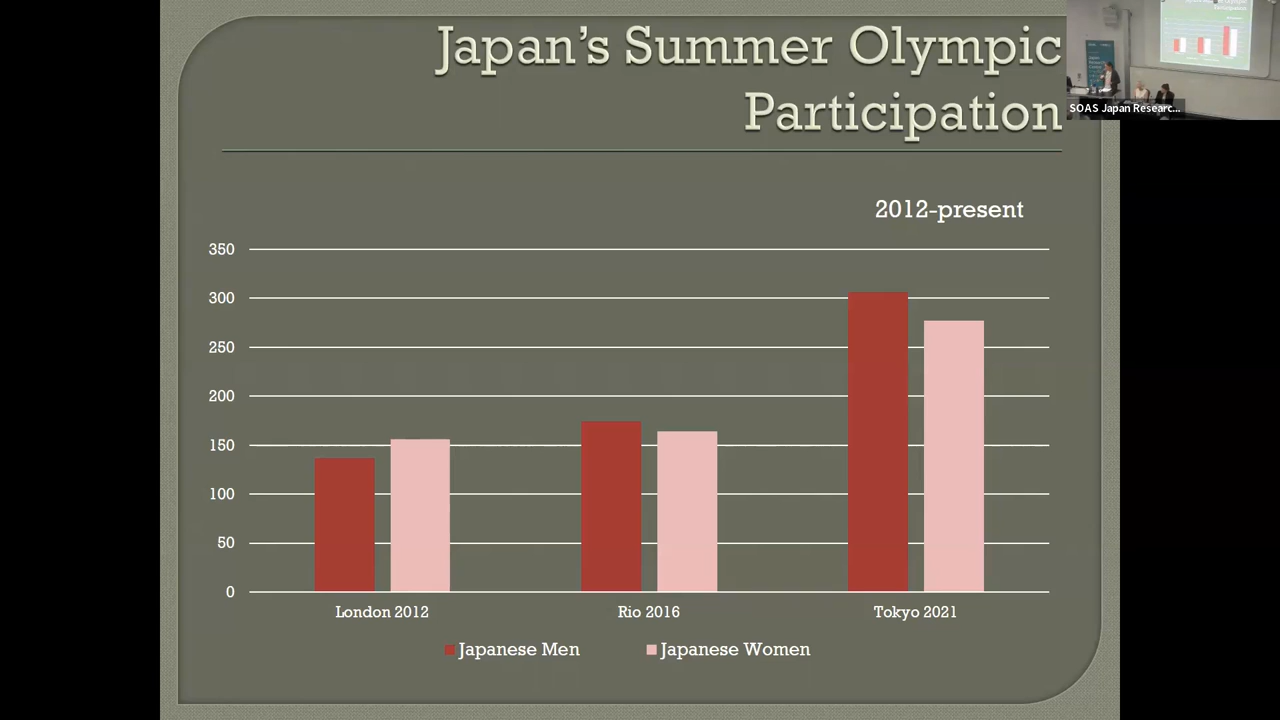 Japan’s Summer Olympic
Participation
SOAS Japan Researc...
2012-present
350
300
250
200
150
100
50
0
London 2012
Rio 2016
Tokyo 2021
Japanese Men
Japanese Women